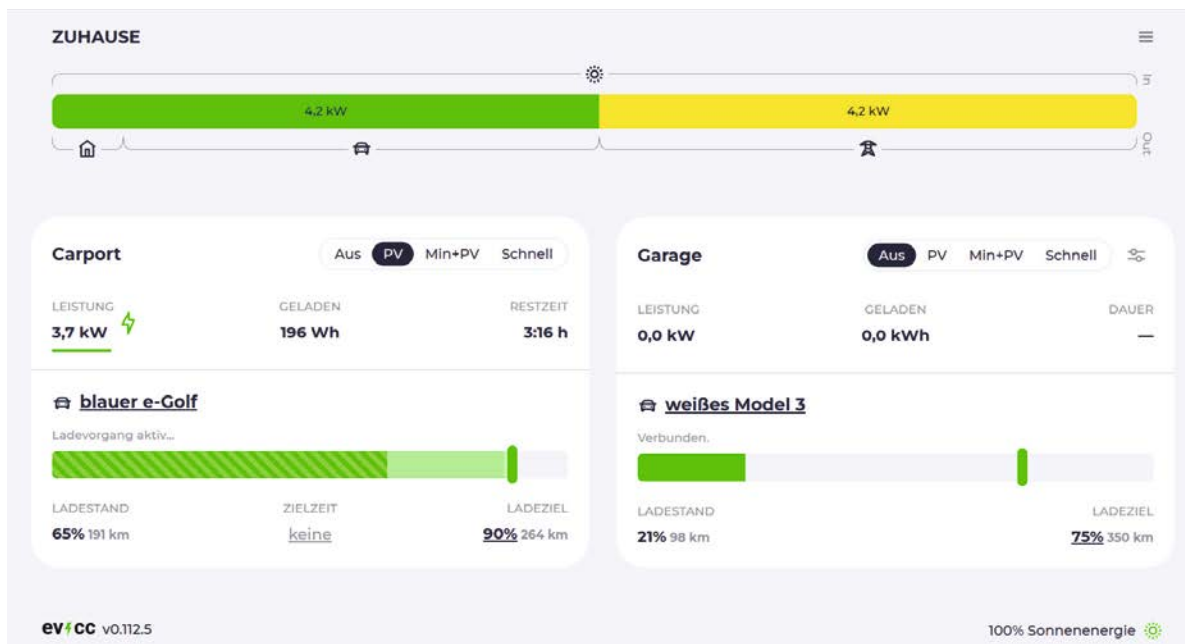 ZUHAUSE
In
4,2 kW 4,2 kW
Out
Carport Aus PV Min+PV Schnell
LEISTUNG GELADEN RESTZEIT
3,7 kW 196 Wh 3:16 h
blauer e-Golf
Ladevorgang aktiv...
LADESTAND ZIELZEIT LADEZIEL
65% 191 km keine 90% 264 km
Garage Aus PV Min+PV Schnell
LEISTUNG GELADEN DAUER
0,0 kW 0,0 kWh —
weißes Model 3
Verbunden.
LADESTAND LADEZIEL
21% 98 km 75% 350 km
evcc v0.112.5 100% Sonnenenergie